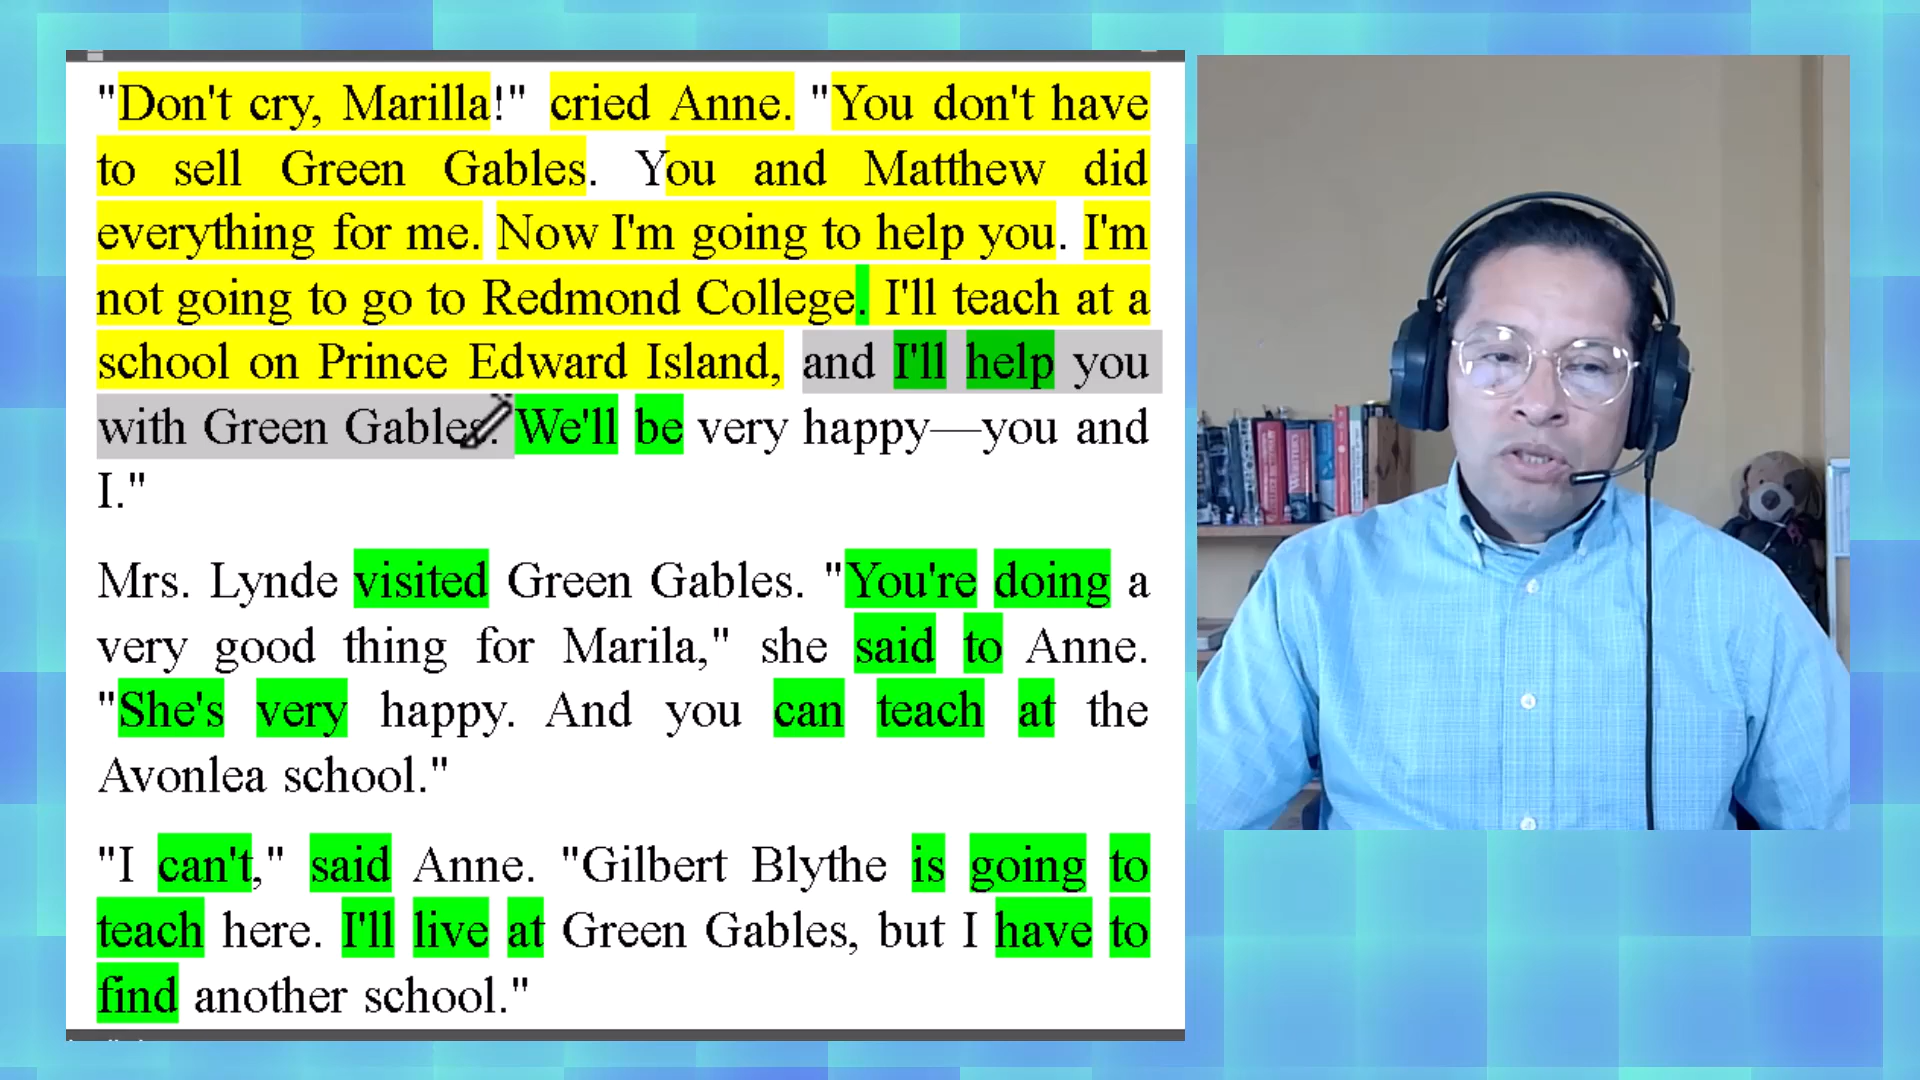 "Don't cry, Marilla!" cried Anne. "You don't have
to sell Green Gables. You and Matthew did
everything for me. Now I'm going to help you. I'm
not going to go to Redmond College. I'll teach at a
school on Prince Edward Island, and I'll help you
with Green Gables. We'll be very happy—you and
I."
Mrs. Lynde visited Green Gables. "You're doing a
very good thing for Marila," she said to Anne.
"She's very happy. And you can teach at the
Avonlea school."
"I can't," said Anne. "Gilbert Blythe is going to
teach here. I'll live at Green Gables, but I have to
find another school."